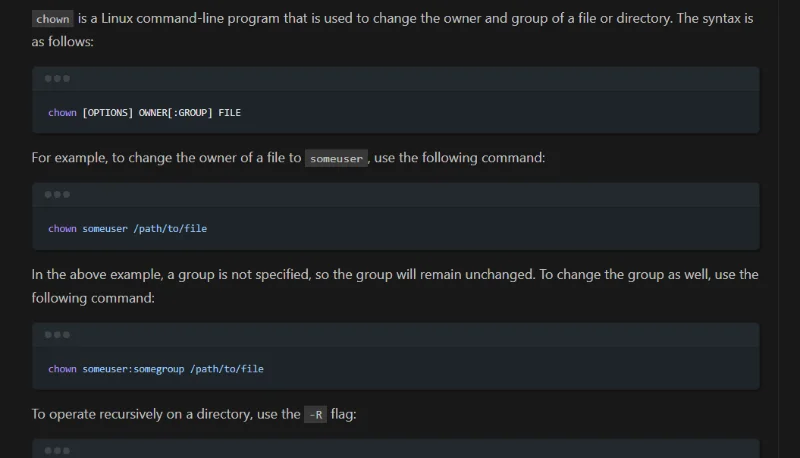 chown is a Linux command-line program that is used to change the owner and group of a file or directory. The syntax is
as follows:
chown [OPTIONS] OWNER[:GROUP] FILE
For example, to change the owner of a file to someuser, use the following command:
chown someuser /path/to/file
In the above example, a group is not specified, so the group will remain unchanged. To change the group as well, use the
following command:
chown someuser:somegroup /path/to/file
To operate recursively on a directory, use the -R flag: